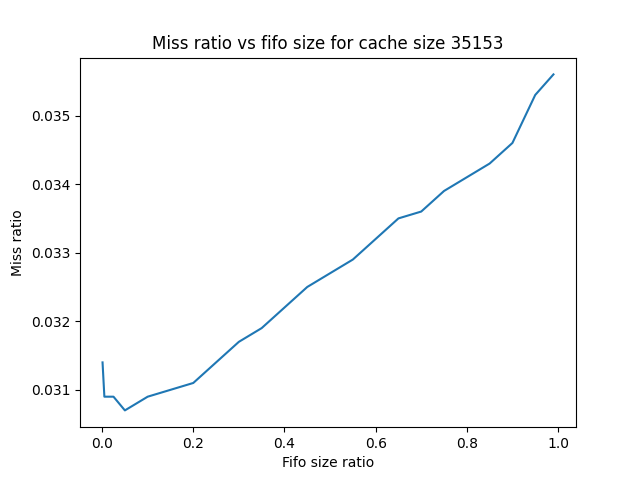 Miss ratio vs fifo size for cache size 35153
0.035
0.034
0.033
0.032
0.031
Miss ratio
0.0 0.2 0.4 0.6 0.8 1.0
Fifo size ratio